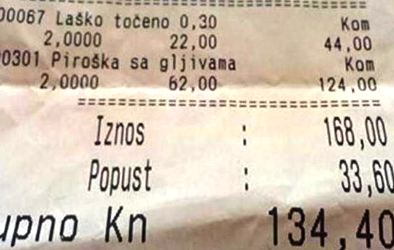 00067 Laško točeno 0,30 Kom
2,0000 22,00 44,00
00301 Piroška sa gljivama Kom
2,0000 62,00 124,00
Iznos : 168,00
Popust : 33,60
upno Kn 134,40